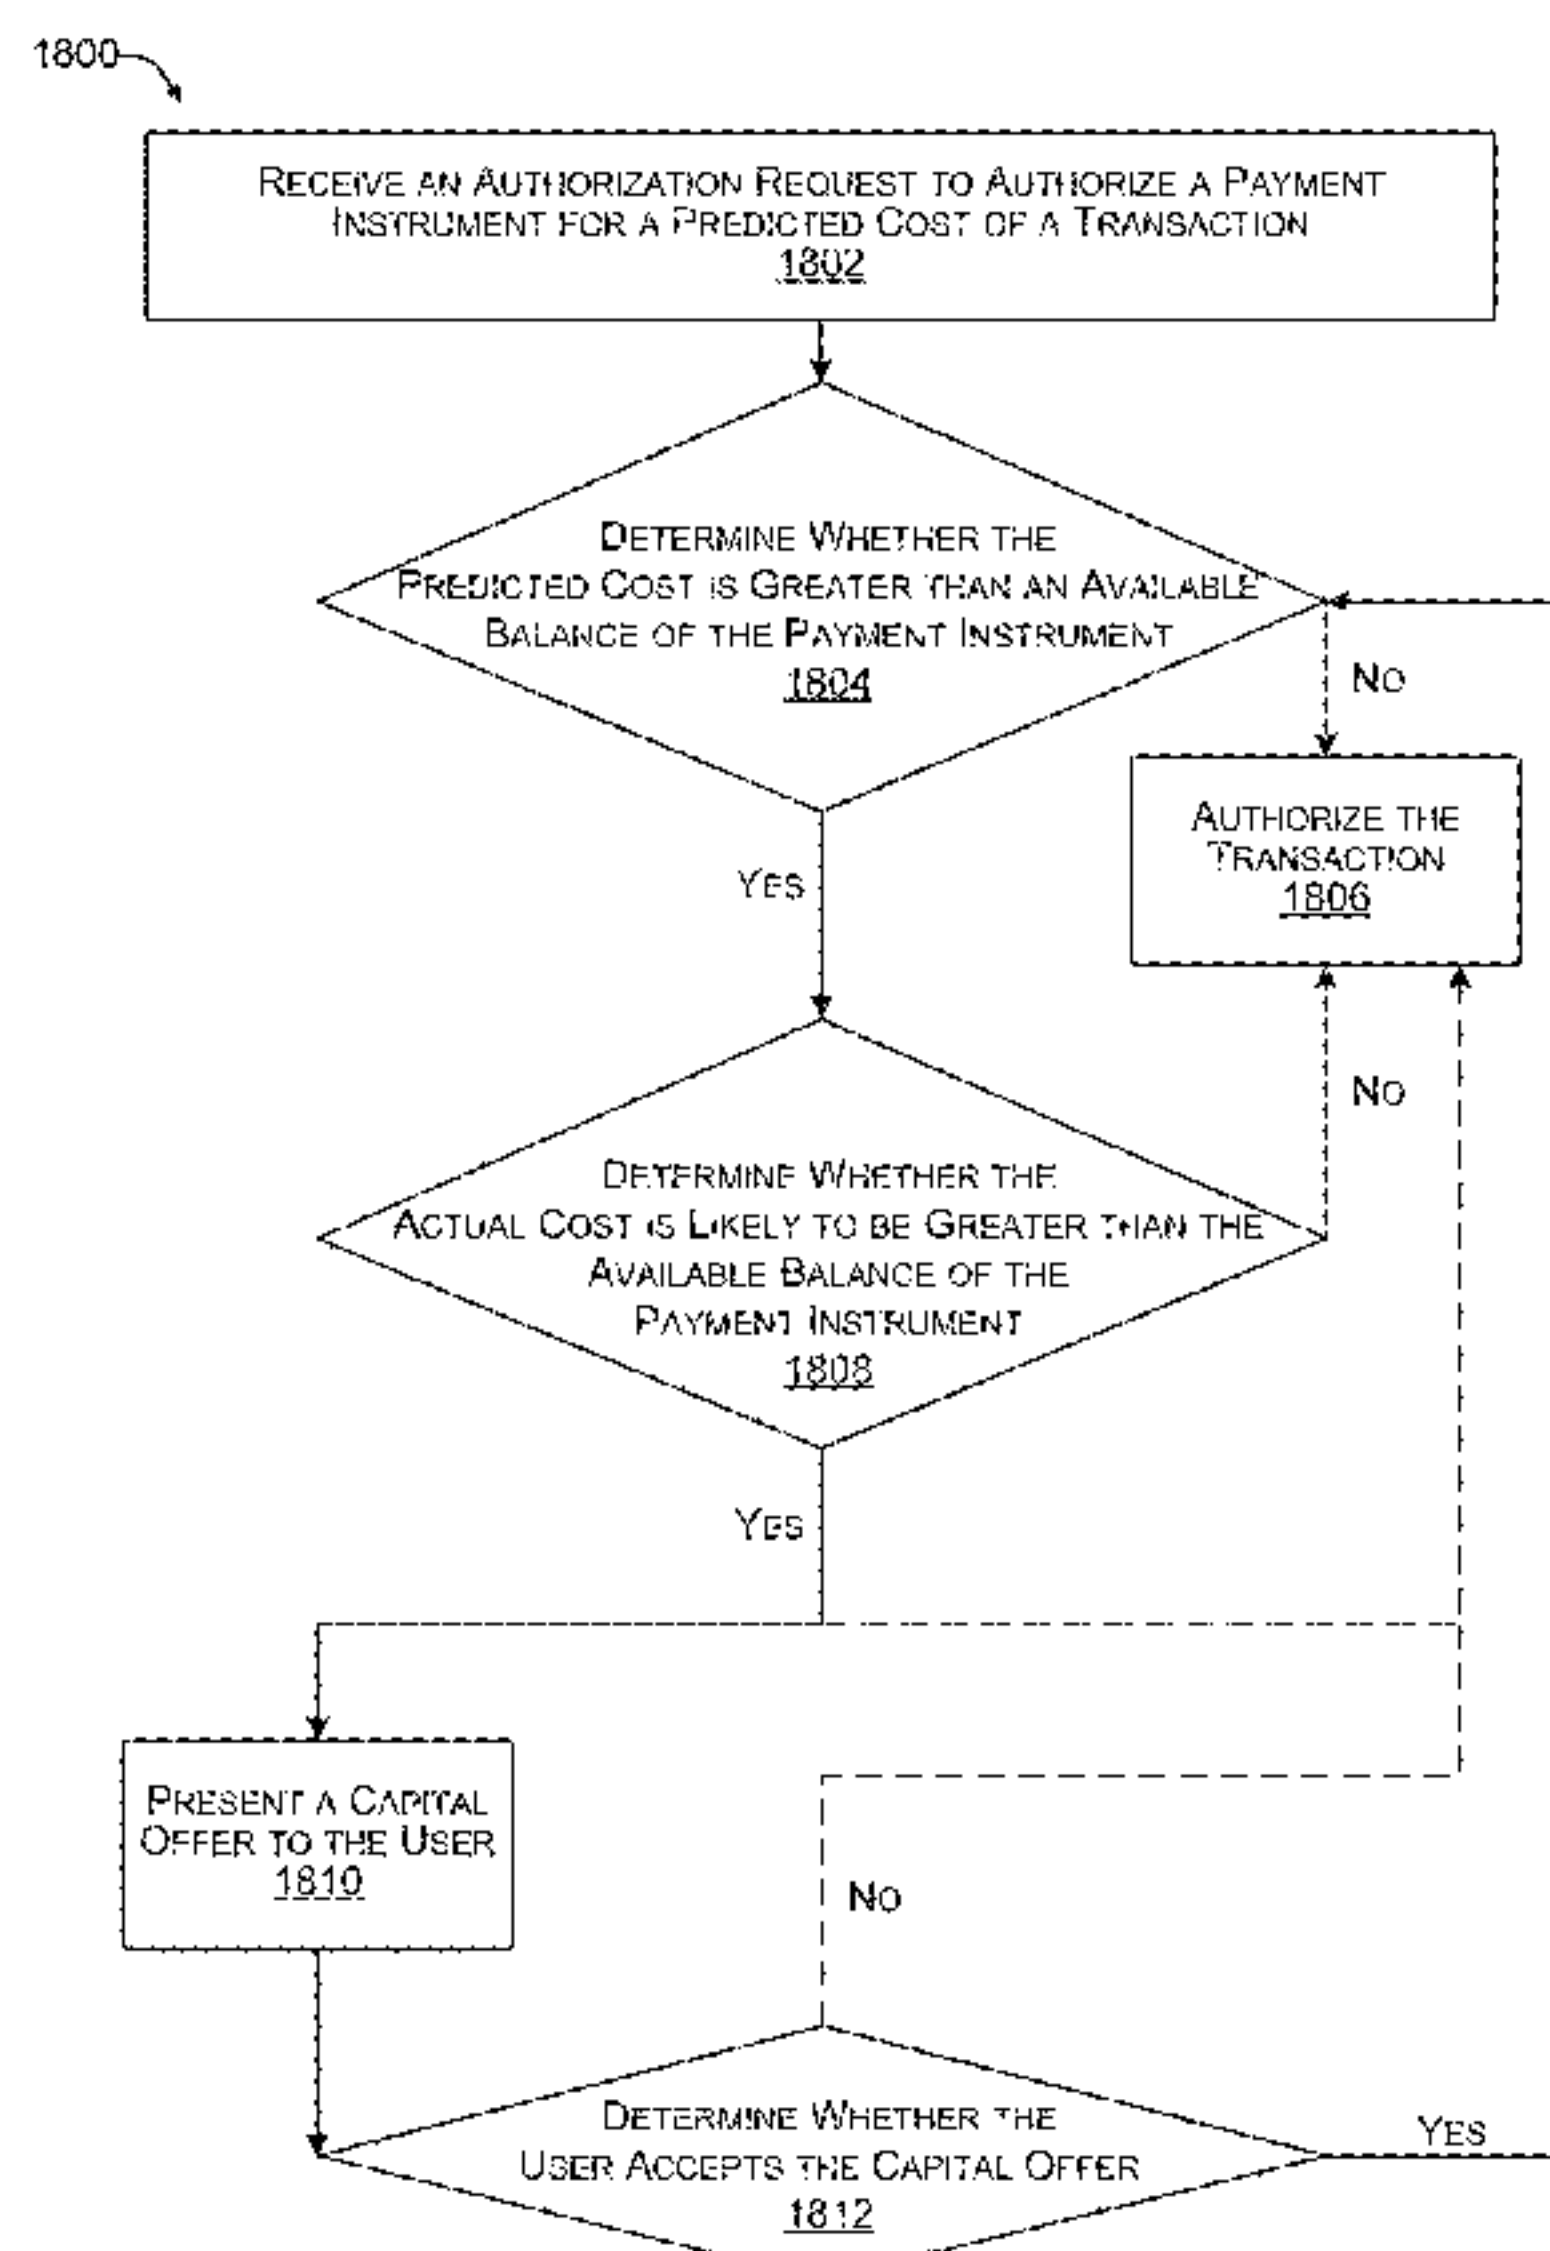 1800
RECEIVE AN AUTHORIZATION REQUEST TO AUTHORIZE A PAYMENT
INSTRUMENT FOR A PREDICTED COST OF A TRANSACTION
1802
DETERMINE WHETHER THE
PREDICTED COST IS GREATER THAN AN AVAILABLE
BALANCE OF THE PAYMENT INSTRUMENT
1804
NO
AUTHORIZE THE
TRANSACTION
1806
YES
NO
DETERMINE WHETHER THE
ACTUAL COST IS LIKELY TO BE GREATER THAN THE
AVAILABLE BALANCE OF THE
PAYMENT INSTRUMENT
1808
YES
PRESENT A CAPITAL
OFFER TO THE USER
1810
NO
DETERMINE WHETHER THE
USER ACCEPTS THE CAPITAL OFFER
1812
YES